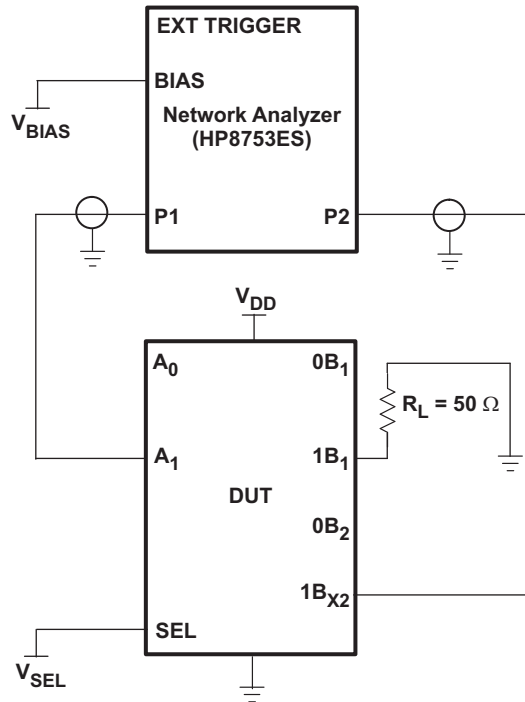 EXT TRIGGER
BIAS
V_BIAS
Network Analyzer
(HP8753ES)
P1
P2
V_DD
A_0
0B_1
R_L = 50 Ω
A_1
1B_1
DUT
0B_2
1B_X2
SEL
V_SEL